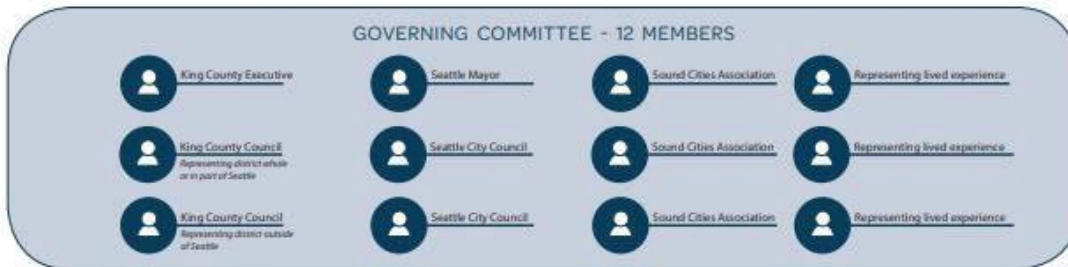 GOVERNING COMMITTEE - 12 MEMBERS
King County Executive
Seattle Mayor
Sound Cities Association
Representing lived experience
King County Council
Representing district whole
or in part of Seattle
Seattle City Council
Sound Cities Association
Representing lived experience
King County Council
Representing district outside
of Seattle
Seattle City Council
Sound Cities Association
Representing lived experience